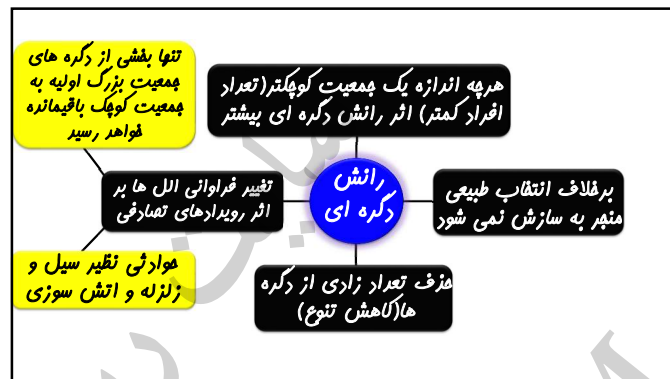 تنها بخشی از دگره های
جمعیت بزرگ اولیه به
جمعیت کوچک باقیمانده
خواهد رسید
هرچه اندازه یک جمعیت کوچکتر(تعداد
افراد کمتر) اثر رانش دگره ای بیشتر
رانش
دگره ای
تغییر فراوانی الل ها بر
اثر رویدادهای تصادفی
برخلاف انتخاب طبیعی
منجر به سازش نمی شود
حوادثی نظیر سیل و
زلزله و اتش سوزی
حذف تعداد زادی از دگره
ها(کاهش تنوع)